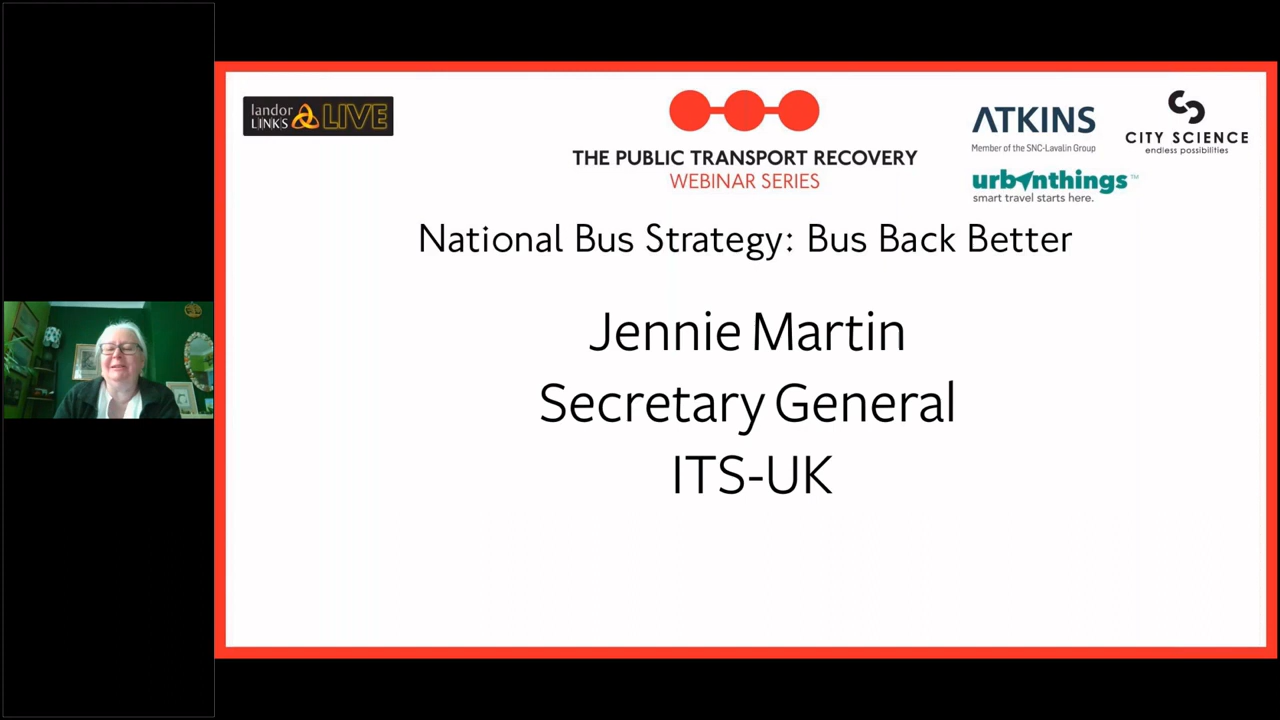 landor
LINKS LIVE
THE PUBLIC TRANSPORT RECOVERY
WEBINAR SERIES
ATKINS
Member of the SNC-Lavalin Group
CITY SCIENCE
endless possibilities
urbanthings™
smart travel starts here.
National Bus Strategy: Bus Back Better
Jennie Martin
Secretary General
ITS-UK